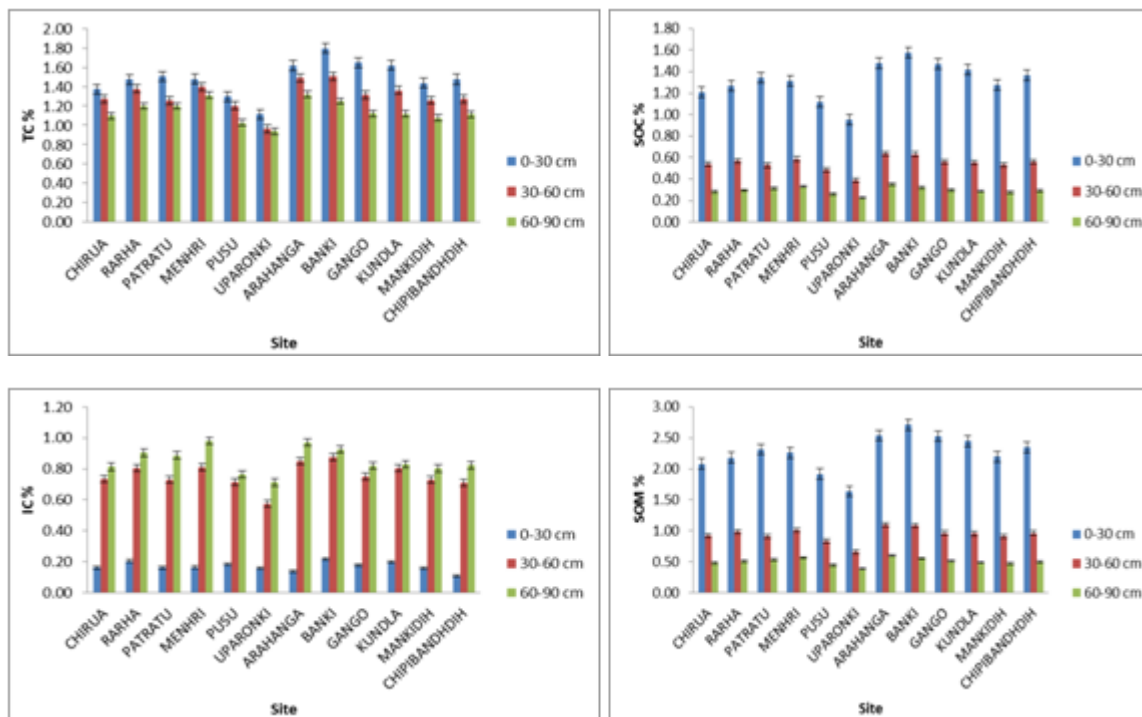 2.00
1.80
1.60
1.40
1.20
1.00
0.80
0.60
0.40
0.20
0.00
TC %
CHIRUA
RARHA
PATRATU
MENHRI
PUSU
UPARONKI
ARAHANGA
BANKI
GANGO
KUNDLA
MANKIDIH
CHIPIBANDHDIH
Site
0-30 cm
30-60 cm
60-90 cm
1.80
1.60
1.40
1.20
1.00
0.80
0.60
0.40
0.20
0.00
SOC %
CHIRUA
RARHA
PATRATU
MENHRI
PUSU
UPARONKI
ARAHANGA
BANKI
GANGO
KUNDLA
MANKIDIH
CHIPIBANDHDIH
Site
0-30 cm
30-60 cm
60-90 cm
1.20
1.00
0.80
0.60
0.40
0.20
0.00
IC %
CHIRUA
RARHA
PATRATU
MENHRI
PUSU
UPARONKI
ARAHANGA
BANKI
GANGO
KUNDLA
MANKIDIH
CHIPIBANDHDIH
Site
0-30 cm
30-60 cm
60-90 cm
3.00
2.50
2.00
1.50
1.00
0.50
0.00
SOM %
CHIRUA
RARHA
PATRATU
MENHRI
PUSU
UPARONKI
ARAHANGA
BANKI
GANGO
KUNDLA
MANKIDIH
CHIPIBANDHDIH
Site
0-30 cm
30-60 cm
60-90 cm